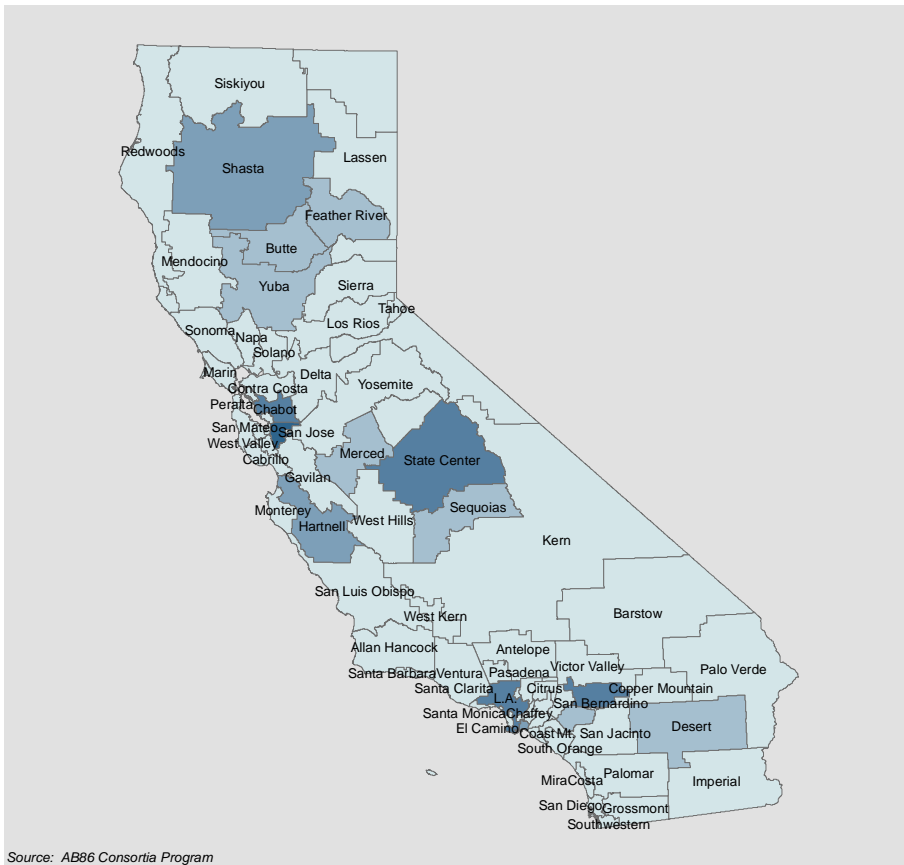 Siskiyou
Redwoods
Lassen
Shasta
Feather River
Butte
Mendocino
Yuba
Sierra
Tahoe
Los Rios
Sonoma
Napa
Solano
Marin
Delta
Contra Costa
Yosemite
Peralta
Chabot
San Mateo
San Jose
West Valley
Merced
Cabrillo
State Center
Gavilan
Monterey
Sequoias
Hartnell
West Hills
Kern
San Luis Obispo
West Kern
Barstow
Allan Hancock
Antelope
Victor Valley
Palo Verde
Santa Barbara
Ventura
Pasadena
Santa Clarita
Citrus
Copper Mountain
L.A.
San Bernardino
Santa Monica
Chaffey
El Camino
Coast
Mt. San Jacinto
Desert
South Orange
MiraCosta
Palomar
Imperial
San Diego
Grossmont
Southwestern
Source: AB86 Consortia Program